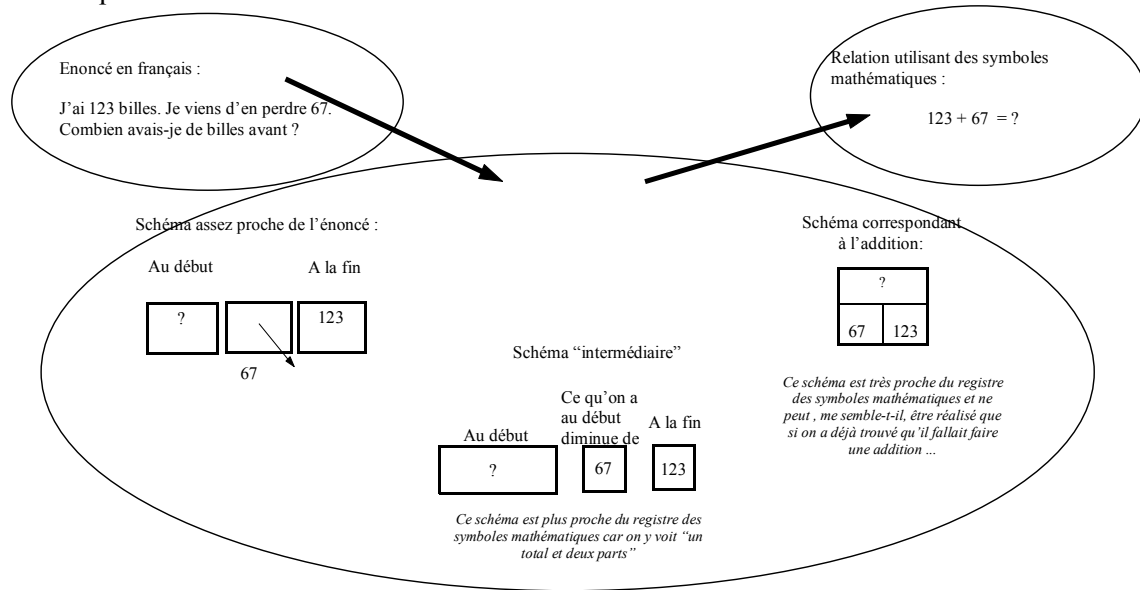 Enoncé en français :
J'ai 123 billes. Je viens d'en perdre 67.
Combien avais-je de billes avant ?
Relation utilisant des symboles
mathématiques :
123 + 67 = ?
Schéma assez proche de l'énoncé :
Au début
A la fin
?
123
67
Schéma “intermédiaire”
Ce qu'on a
au début
diminue de
Au début
A la fin
?
67
123
Ce schéma est plus proche du registre des
symboles mathématiques car on y voit “un
total et deux parts”
Schéma correspondant
à l'addition:
?
67
123
Ce schéma est très proche du registre
des symboles mathématiques et ne
peut , me semble-t-il, être réalisé que
si on a déjà trouvé qu'il fallait faire
une addition ...